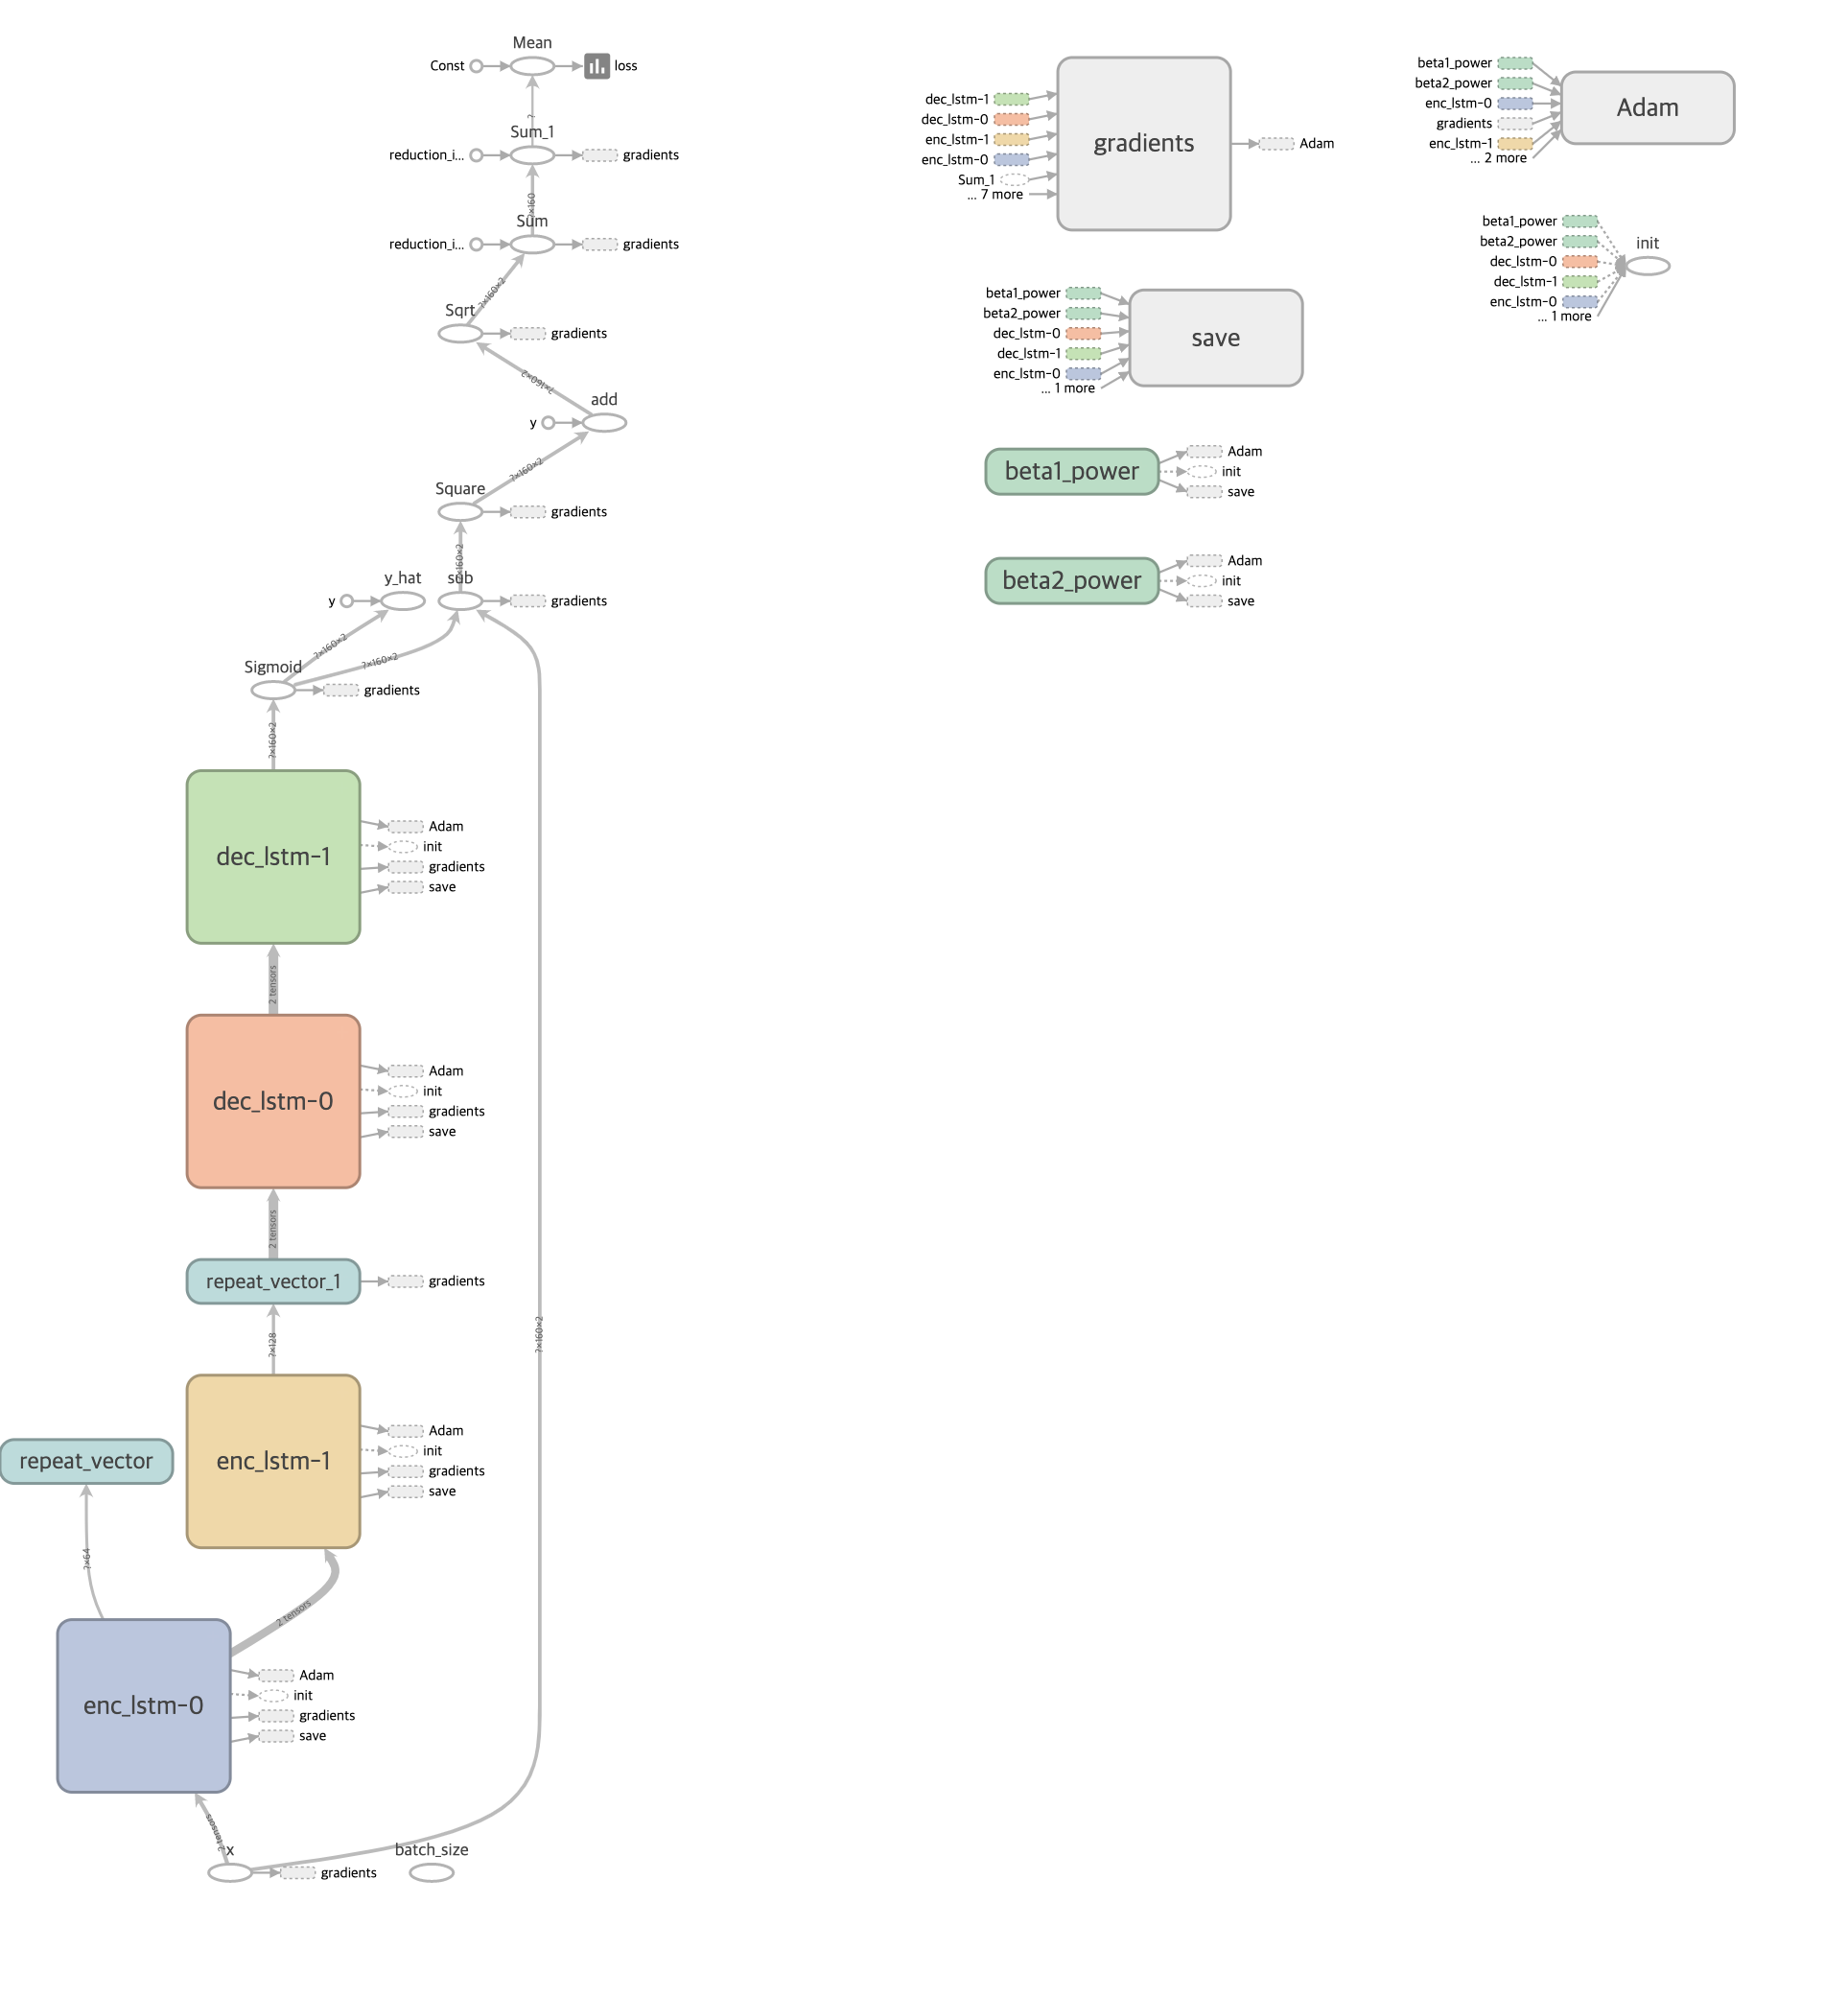 Mean
Const
loss
?
Sum_1
reduction_i...
gradients
?×160
Sum
reduction_i...
gradients
?×160×2
Sqrt
gradients
?×160×2
add
y
?×160×2
Square
gradients
?×160×2
y_hat
sub
y
gradients
?×160×2
?×160×2
Sigmoid
gradients
?×160×2
dec_lstm-1
Adam
init
gradients
save
2 tensors
dec_lstm-0
Adam
init
gradients
save
2 tensors
repeat_vector_1
gradients
?×128
?×160×2
enc_lstm-1
Adam
init
gradients
save
repeat_vector
?×64
2 tensors
enc_lstm-0
Adam
init
gradients
save
2 tensors
x
gradients
batch_size
dec_lstm-1
dec_lstm-0
enc_lstm-1
enc_lstm-0
Sum_1
... 7 more
gradients
Adam
beta1_power
beta2_power
enc_lstm-0
gradients
enc_lstm-1
... 2 more
Adam
beta1_power
beta2_power
dec_lstm-0
dec_lstm-1
enc_lstm-0
... 1 more
init
beta1_power
beta2_power
dec_lstm-0
dec_lstm-1
enc_lstm-0
... 1 more
save
beta1_power
Adam
init
save
beta2_power
Adam
init
save